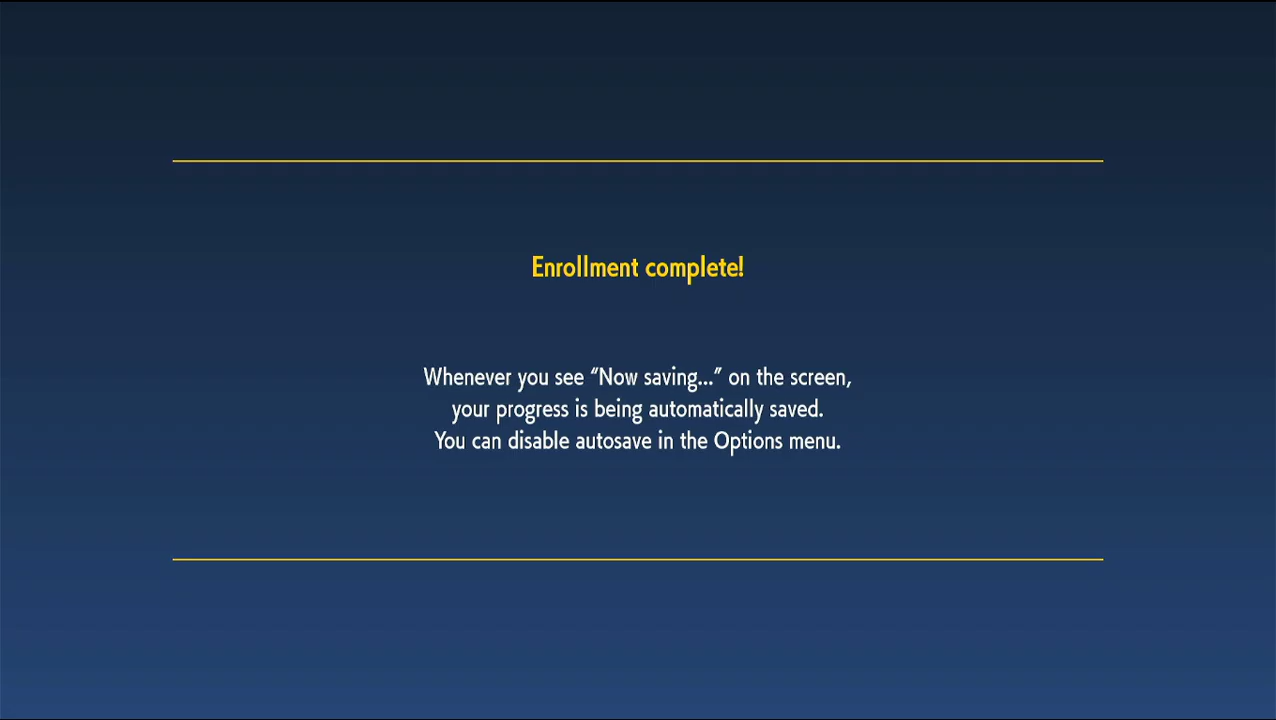 Enrollment complete!
Whenever you see “Now saving...” on the screen,
your progress is being automatically saved.
You can disable autosave in the Options menu.